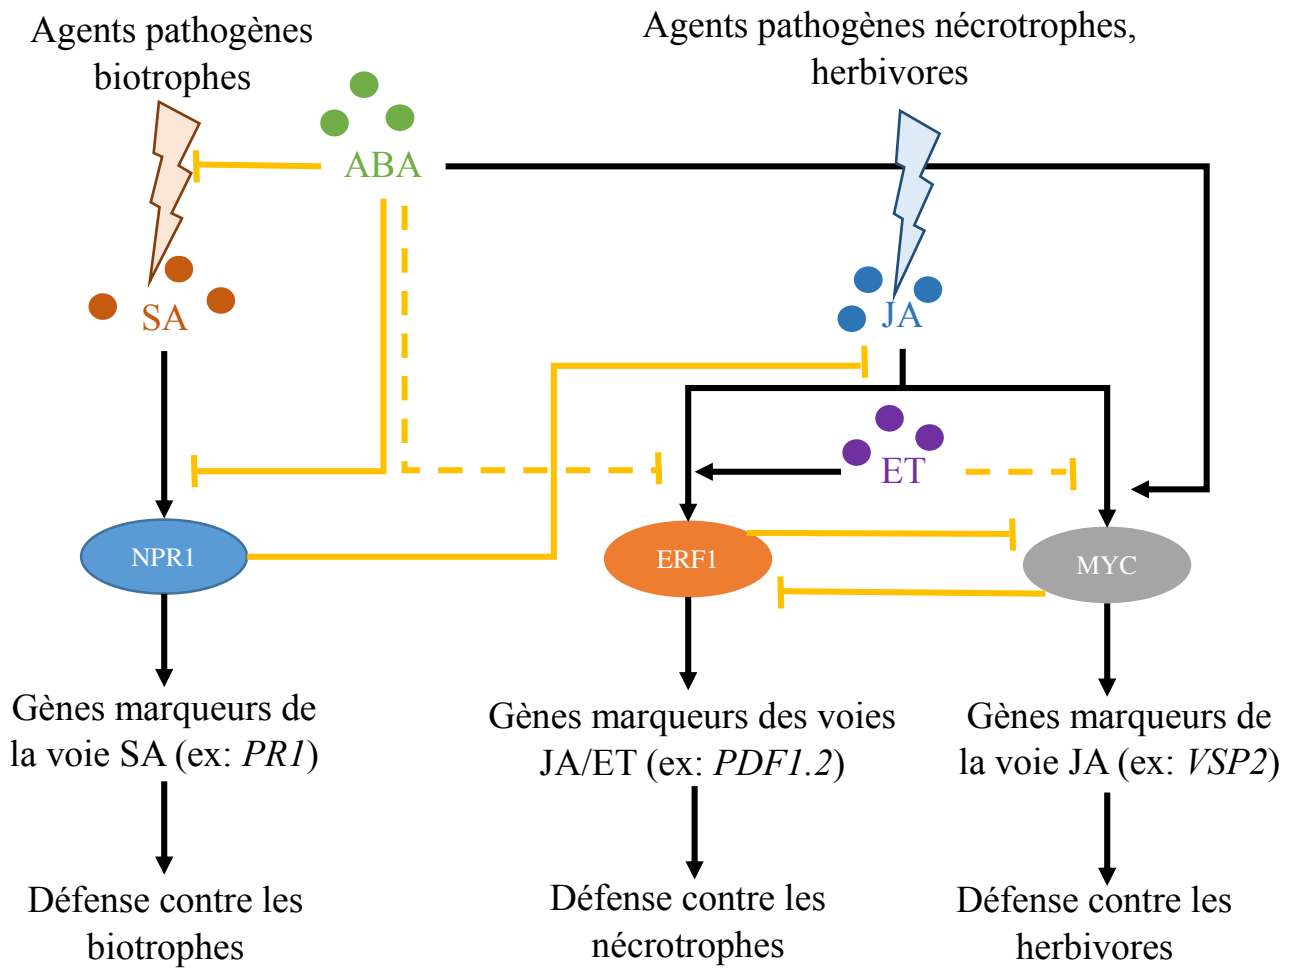 Agents pathogènes
biotrophes
Agents pathogènes nécrotrophes,
herbivores
ABA
SA
JA
ET
NPR1
ERF1
MYC
Gènes marqueurs de
la voie SA (ex: PR1)
Gènes marqueurs des voies
JA/ET (ex: PDF1.2)
Gènes marqueurs de
la voie JA (ex: VSP2)
Défense contre les
biotrophes
Défense contre les
nécrotrophes
Défense contre les
herbivores